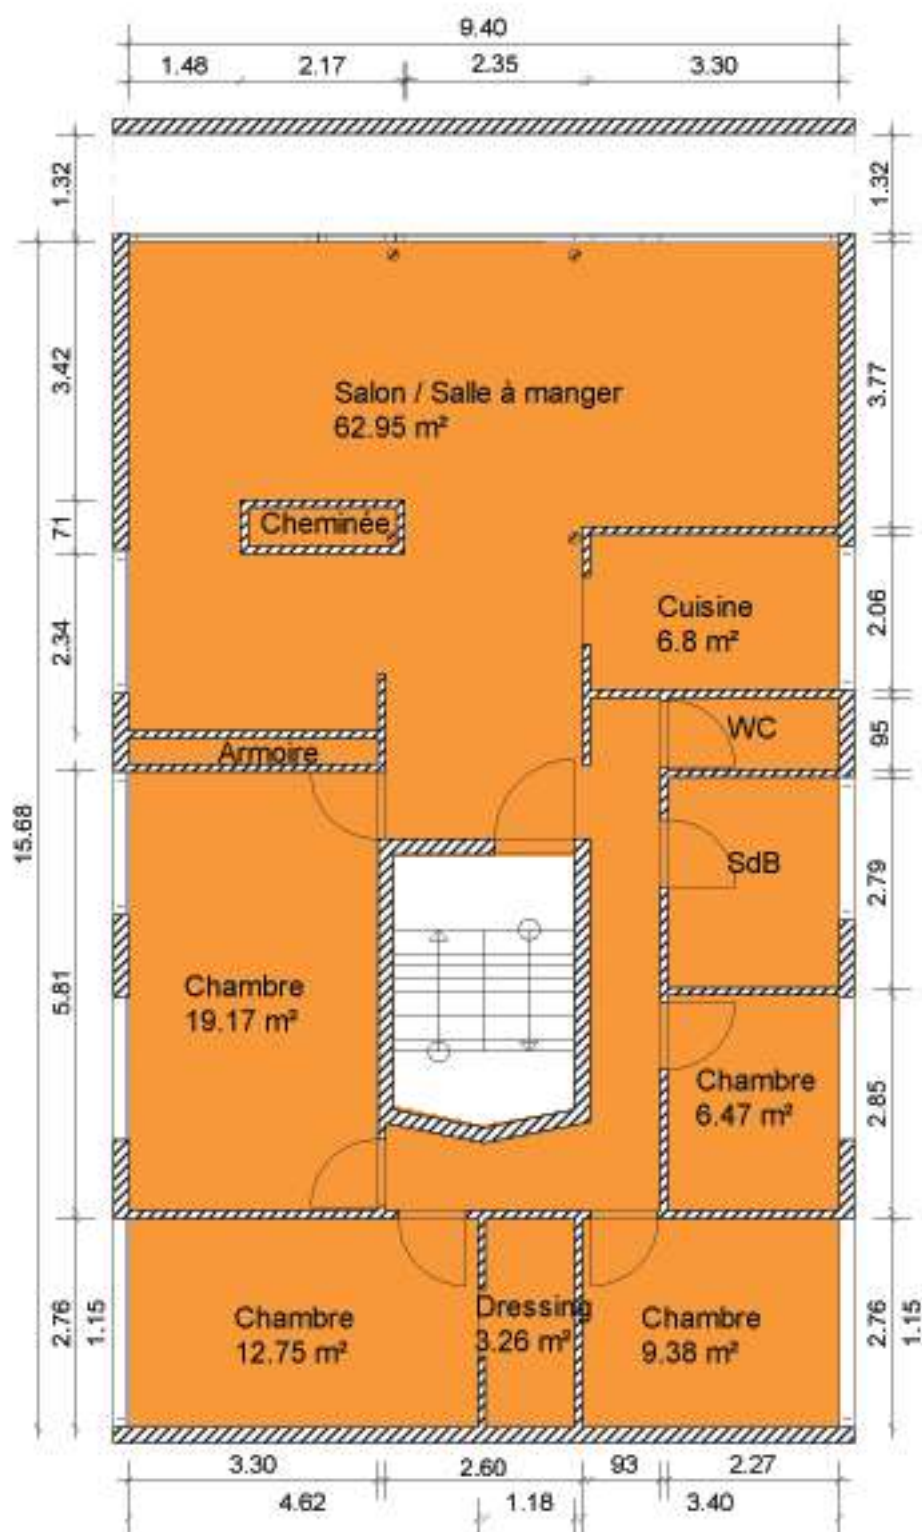 9.40
1.48 2.17 2.35 3.30
1.32 1.32
3.42 3.77
Salon / Salle à manger
62.95 m²
71
Cheminée
2.34 2.06
Cuisine
6.8 m²
WC
95
Armoire
15.68
SdB
2.79
5.81
Chambre
19.17 m²
Chambre
6.47 m²
2.85
Chambre
12.75 m²
Dressing
3.26 m²
Chambre
9.38 m²
2.76 1.15 2.76 1.15
3.30 2.60 93 2.27
4.62 1.18 3.40